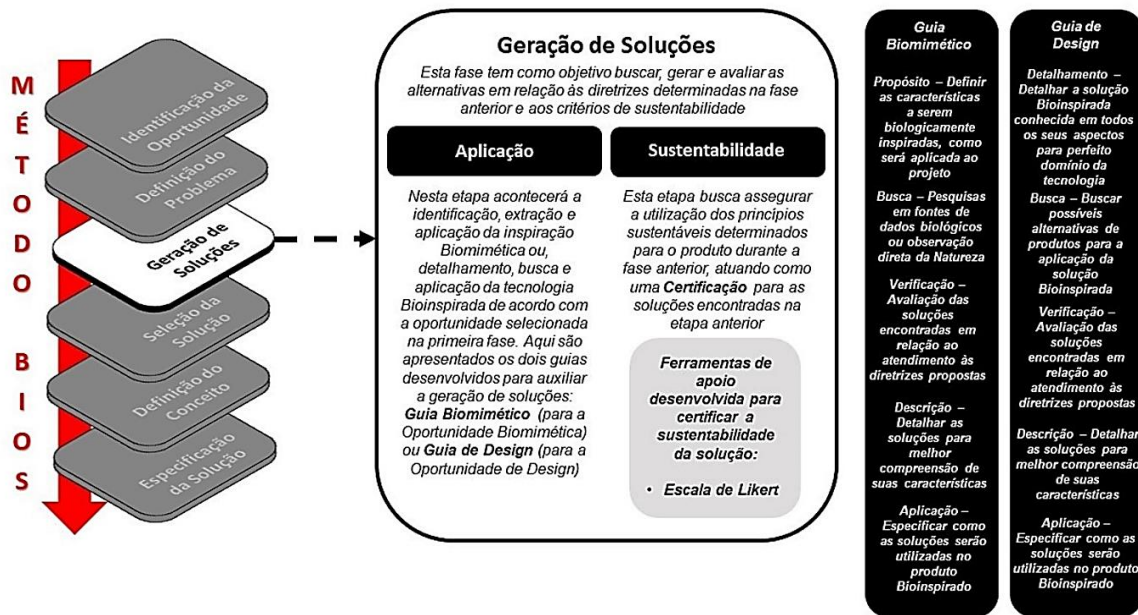 MÉTODO BIOS
Identificação da
Oportunidade
Definição do
Problema
Geração de
Soluções
Seleção da
Solução
Definição do
Conceito
Especificação
da Solução
Geração de Soluções
Esta fase tem como objetivo buscar, gerar e avaliar as
alternativas em relação às diretrizes determinadas na fase
anterior e aos critérios de sustentabilidade
Aplicação
Nesta etapa acontecerá a
identificação, extração e
aplicação da inspiração
Biomimética ou,
detalhamento, busca e
aplicação da tecnologia
Bioinspirada de acordo com
a oportunidade selecionada
na primeira fase. Aqui são
apresentados os dois guias
desenvolvidos para auxiliar
a geração de soluções:
Guia Biomimético (para a
Oportunidade Biomimética)
ou Guia de Design (para a
Oportunidade de Design)
Sustentabilidade
Esta etapa busca assegurar
a utilização dos princípios
sustentáveis determinados
para o produto durante a
fase anterior, atuando como
uma Certificação para as
soluções encontradas na
etapa anterior
Ferramentas de
apoio
desenvolvida para
certificar a
sustentabilidade
da solução:
• Escala de Likert
Guia
Biomimético
Propósito – Definir
as características
a serem
biologicamente
inspiradas, como
será aplicada ao
projeto
Busca – Pesquisas
em fontes de
dados biológicos
ou observação
direta da Natureza
Verificação –
Avaliação das
soluções
encontradas em
relação ao
atendimento às
diretrizes propostas
Descrição –
Detalhar as
soluções para
melhor
compreensão de
suas características
Aplicação –
Especificar como
as soluções serão
utilizadas no
produto
Bioinspirado
Guia de
Design
Detalhamento –
Detalhar a solução
Bioinspirada
conhecida em todos
os seus aspectos
para perfeito
domínio da
tecnologia
Busca – Buscar
possíveis
alternativas de
produtos para a
aplicação da
solução
Bioinspirada
Verificação –
Avaliação das
soluções
encontradas em
relação ao
atendimento às
diretrizes propostas
Descrição – Detalhar
as soluções para
melhor compreensão
de suas
características
Aplicação –
Especificar como as
soluções serão
utilizadas no produto
Bioinspirado